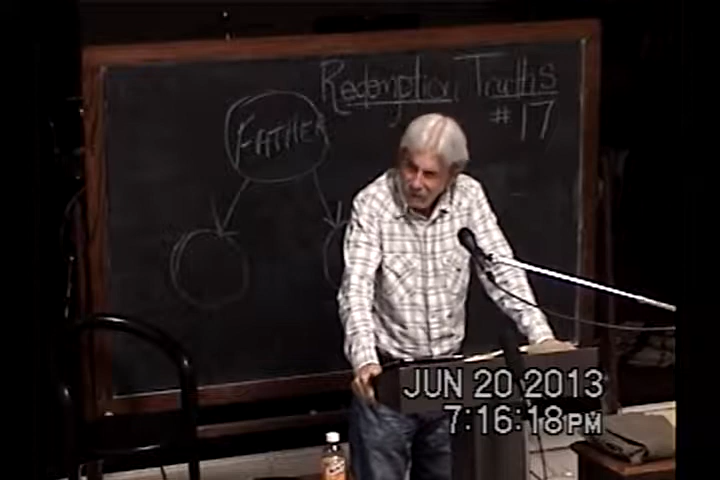 Redemption Truths
#17
FATHER
JUN 20 2013
7:16:18PM